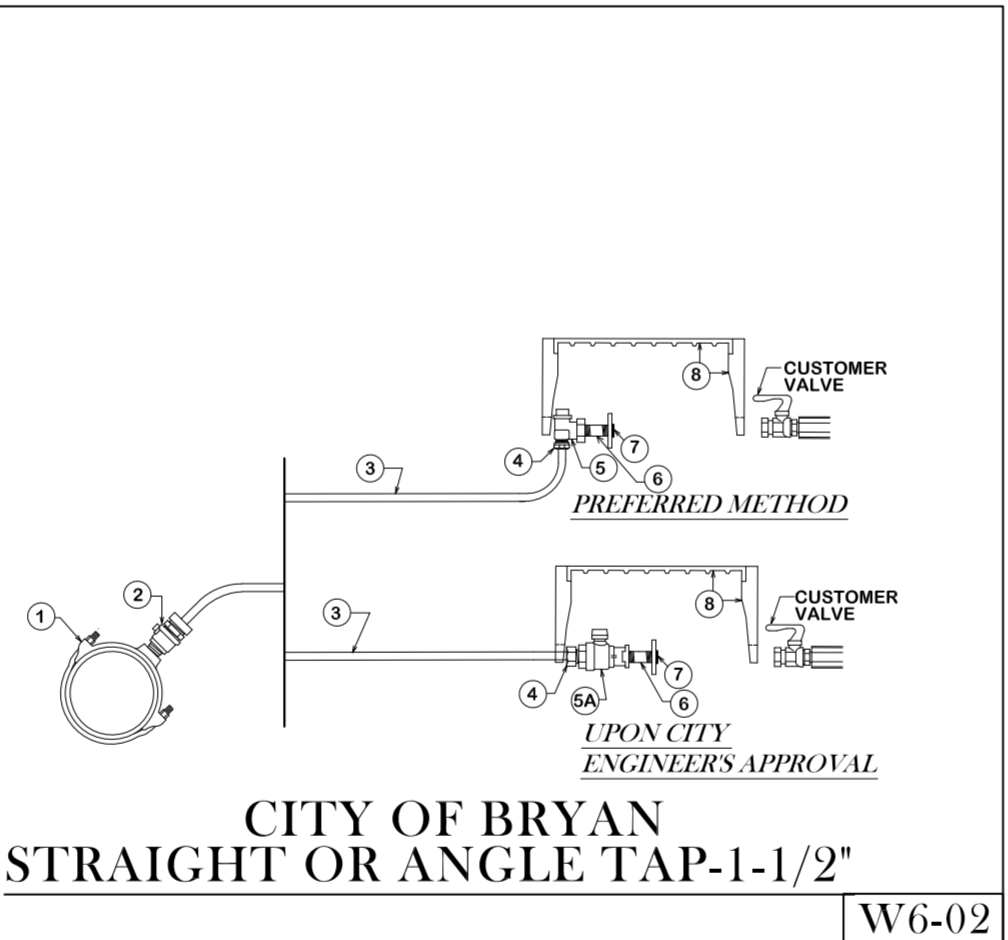 8
CUSTOMER
VALVE
4
5
7
3
6
PREFERRED METHOD
8
CUSTOMER
VALVE
2
1
3
7
4
5A
6
UPON CITY
ENGINEER'S APPROVAL
CITY OF BRYAN
STRAIGHT OR ANGLE TAP-1-1/2"
W6-02